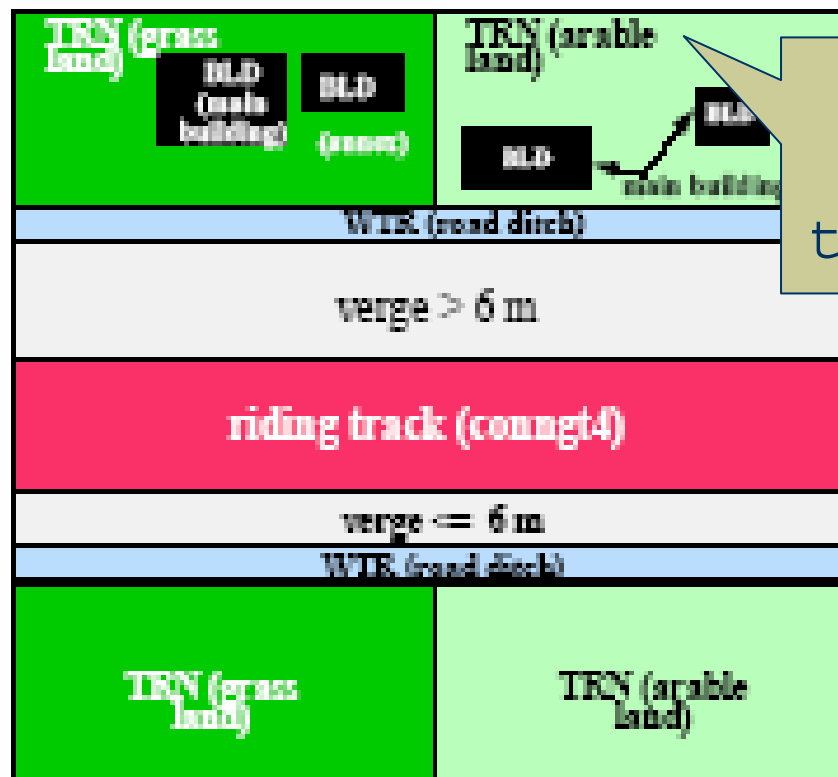 TRN (grass
land)
BLD
(main
building)
BLD
(annex)
TRN (arable
land)
BLD
BLD
main building
t
WTR (road ditch)
verge > 6 m
riding track (conngt4)
verge <= 6 m
WTR (road ditch)
TRN (grass
land)
TRN (arable
land)